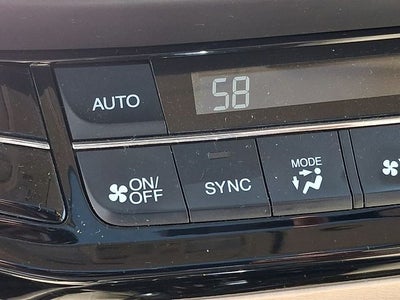 AUTO
58
ON/
OFF
SYNC
MODE